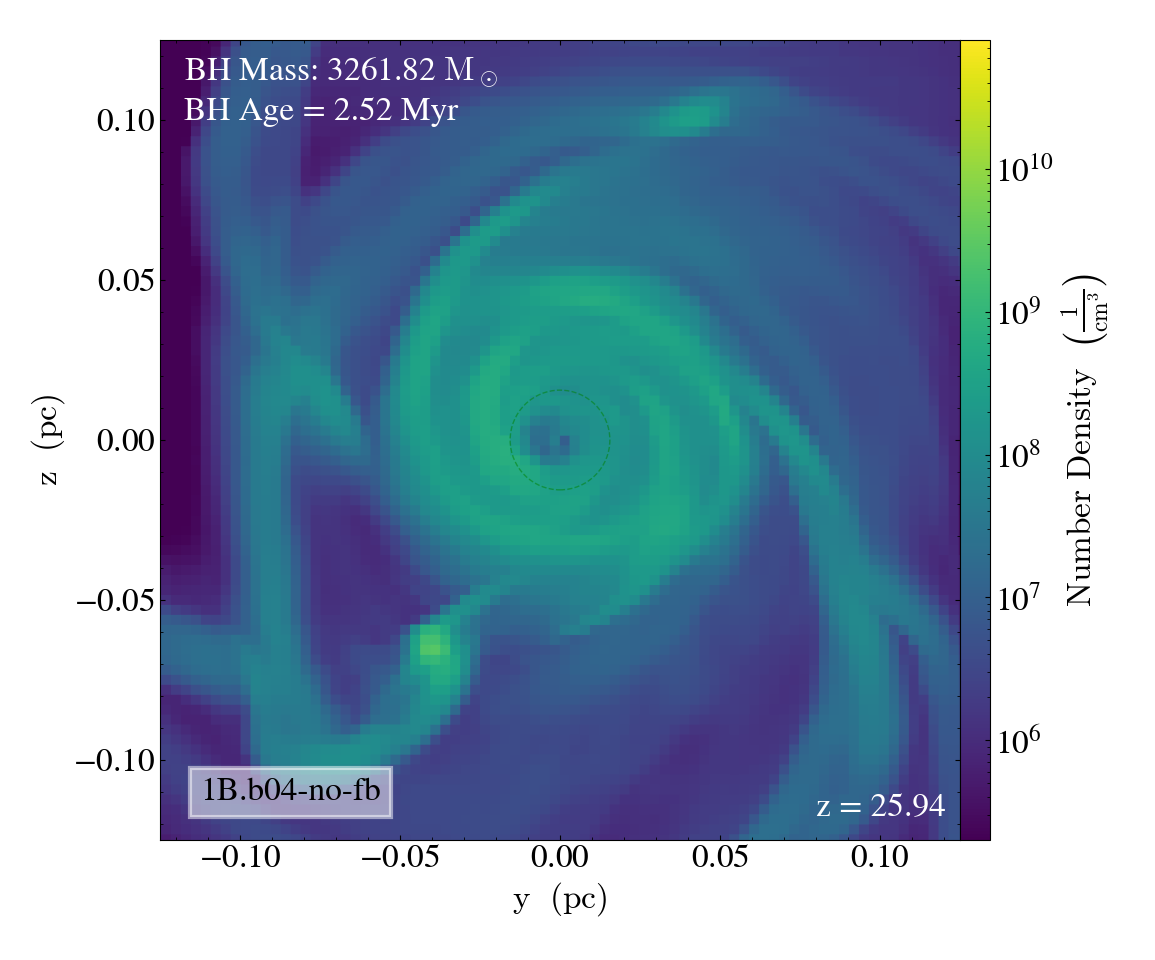 BH Mass: 3261.82 M⊙
BH Age = 2.52 Myr
0.10
0.05
0.00
−0.05
−0.10
z (pc)
1B.b04-no-fb
z = 25.94
−0.10 −0.05 0.00 0.05 0.10
y (pc)
10¹⁰
10⁹
10⁸
10⁷
10⁶
Number Density (1/cm³)